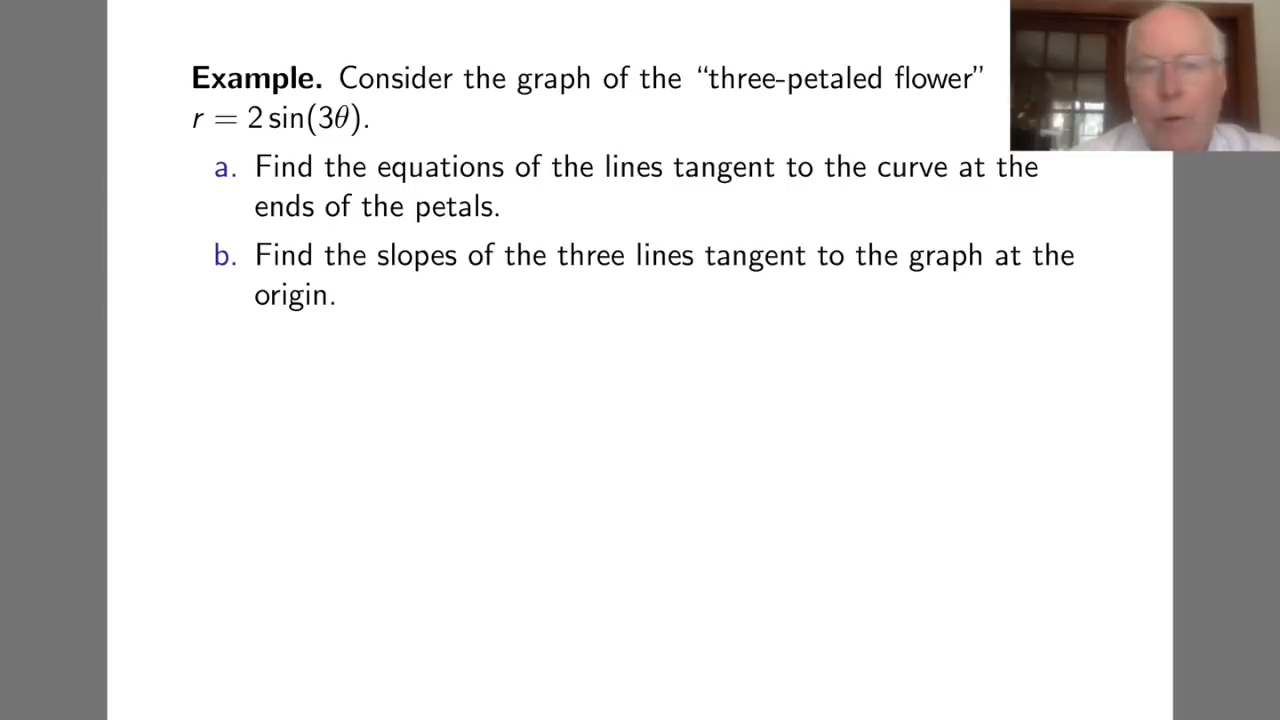 Example. Consider the graph of the “three-petaled flower”
r = 2 sin(3θ).
a. Find the equations of the lines tangent to the curve at the
ends of the petals.
b. Find the slopes of the three lines tangent to the graph at the
origin.